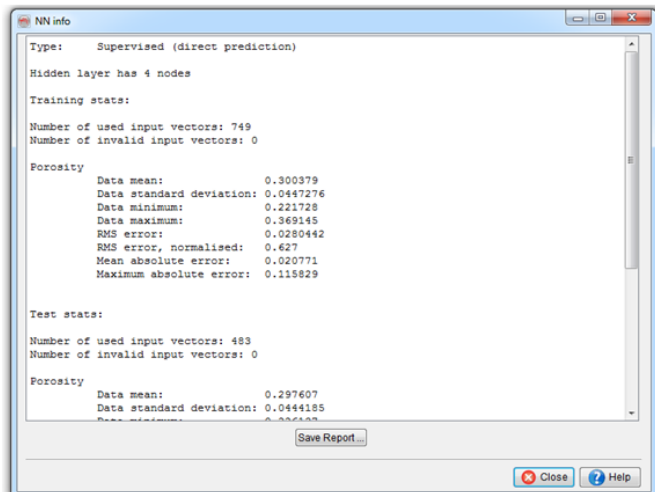 NN info
Type: Supervised (direct prediction)
Hidden layer has 4 nodes
Training stats:
Number of used input vectors: 749
Number of invalid input vectors: 0
Porosity
Data mean: 0.300379
Data standard deviation: 0.0447276
Data minimum: 0.221728
Data maximum: 0.369145
RMS error: 0.0280442
RMS error, normalised: 0.627
Mean absolute error: 0.020771
Maximum absolute error: 0.115829
Test stats:
Number of used input vectors: 483
Number of invalid input vectors: 0
Porosity
Data mean: 0.297607
Data standard deviation: 0.0444185
Save Report ...
Close
Help